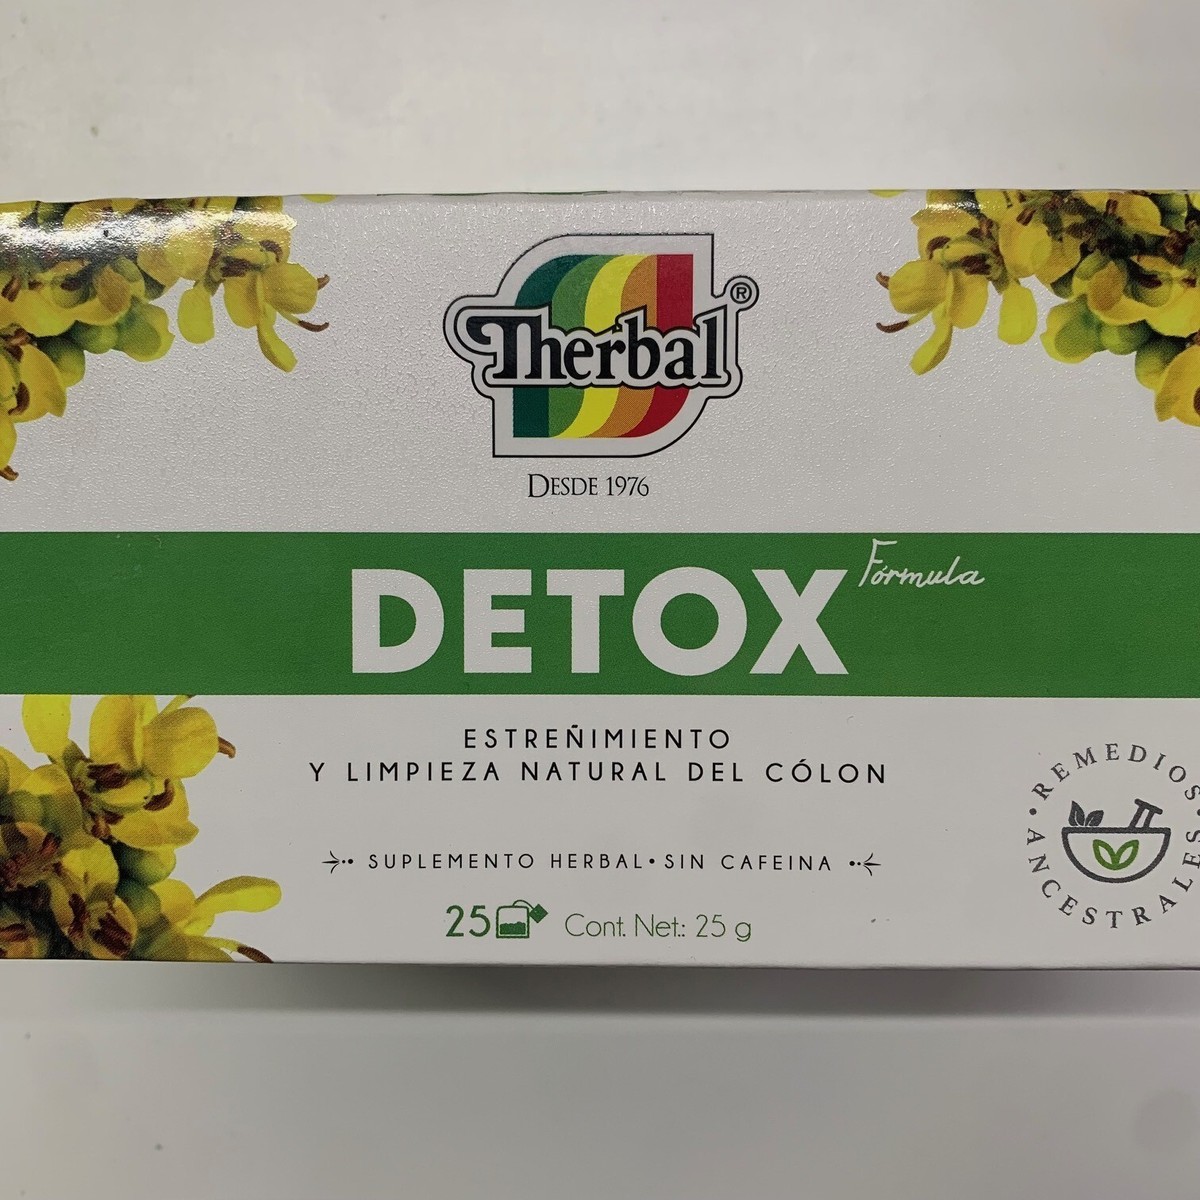 Therbal®
DESDE 1976
DETOX Fórmula
ESTREÑIMIENTO
Y LIMPIEZA NATURAL DEL CÓLON
SUPLEMENTO HERBAL • SIN CAFEINA
25 Cont. Net.: 25 g
• REMEDIOS • ANCESTRALES